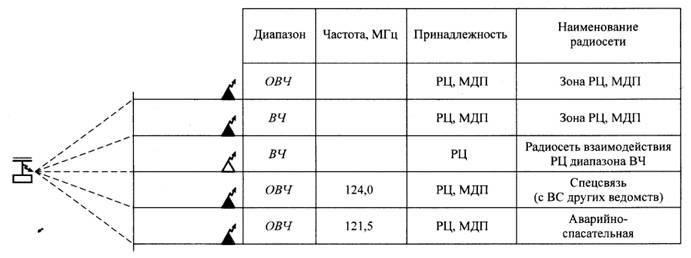 Диапазон Частота, МГц Принадлежность Наименование
радиосети
ОВЧ РЦ, МДП Зона РЦ, МДП
ВЧ РЦ, МДП Зона РЦ, МДП
ВЧ РЦ Радиосеть взаимодействия
РЦ диапазона ВЧ
ОВЧ 124,0 РЦ, МДП Спецсвязь
(с ВС других ведомств)
ОВЧ 121,5 РЦ, МДП Аварийно-
спасательная